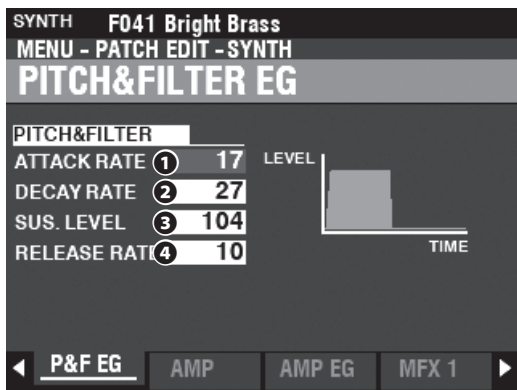 SYNTH F041 Bright Brass
MENU - PATCH EDIT - SYNTH
PITCH&FILTER EG
PITCH&FILTER
ATTACK RATE 1 17
DECAY RATE 2 27
SUS. LEVEL 3 104
RELEASE RAT 4 10
LEVEL
TIME
P&F EG AMP AMP EG MFX 1